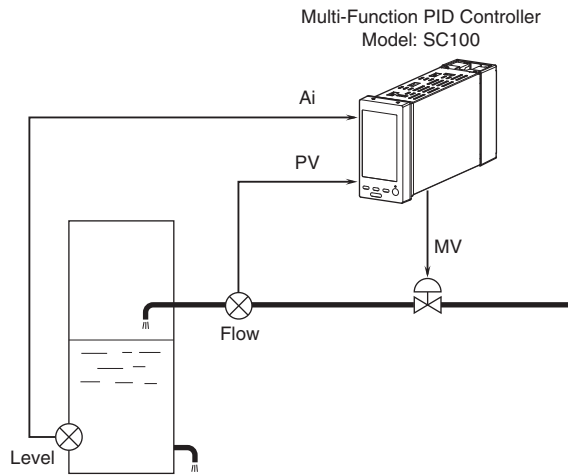 Multi-Function PID Controller
Model: SC100
Ai
PV
MV
Flow
Level